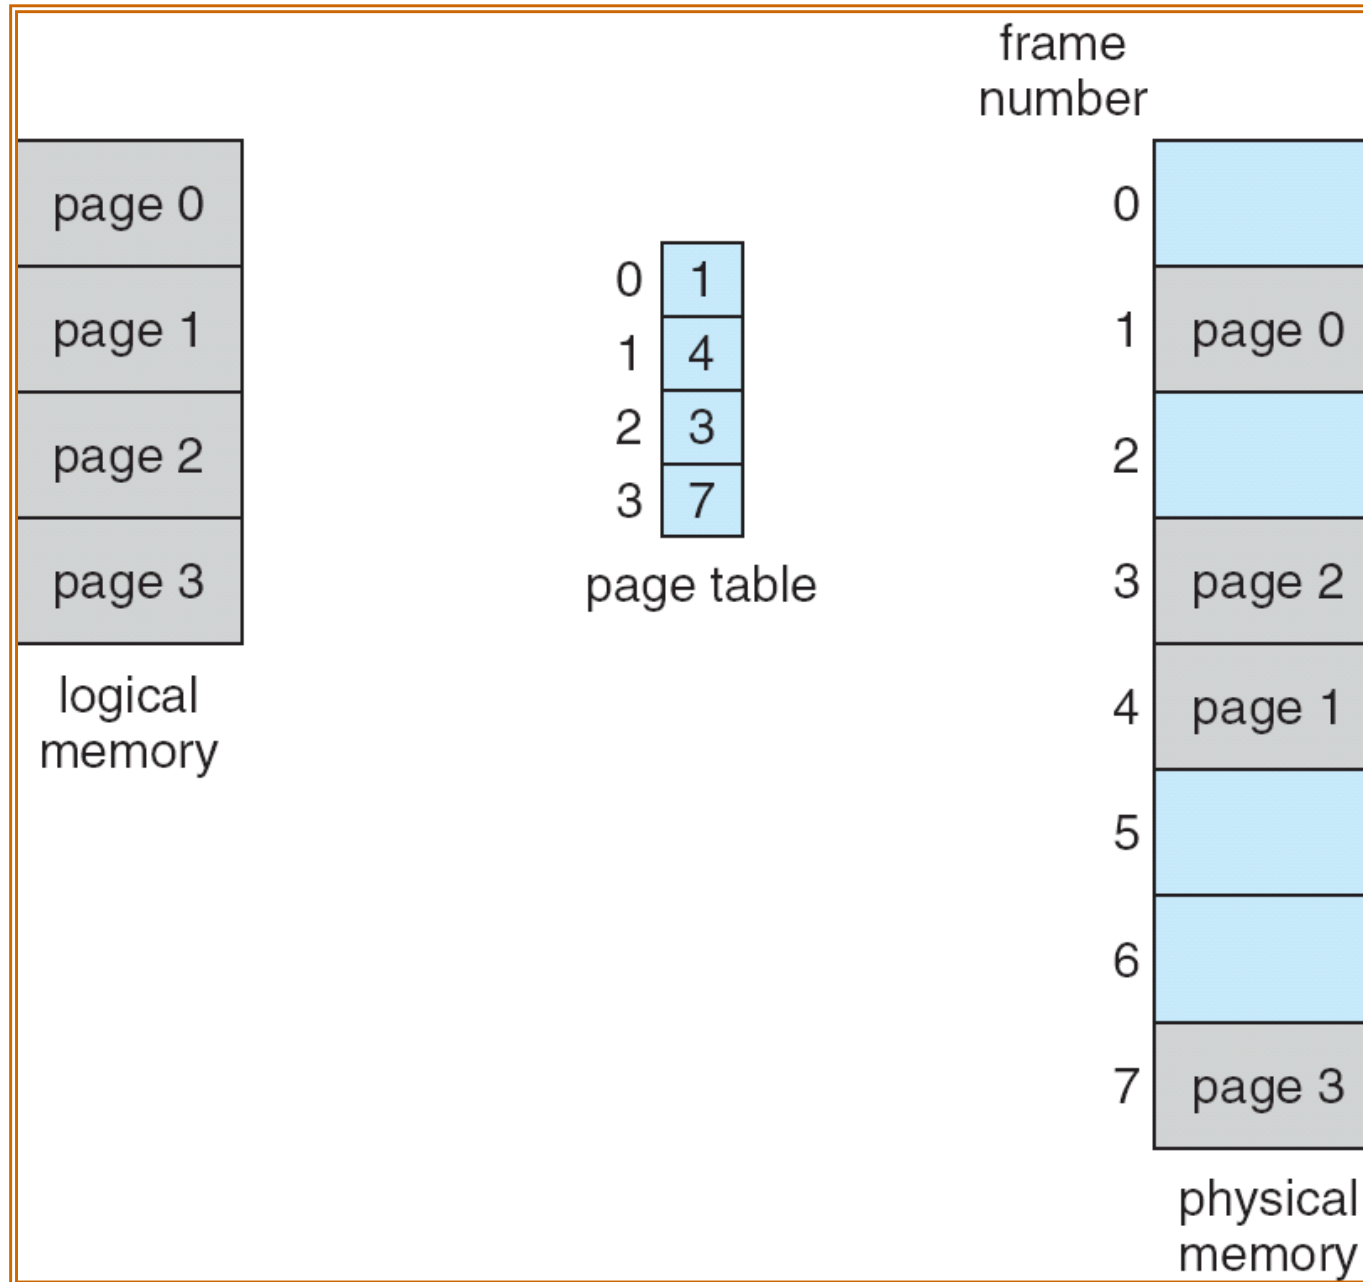 frame
number
page 0
page 1
page 2
page 3
logical
memory
0 1
1 4
2 3
3 7
page table
0
1 page 0
2
3 page 2
4 page 1
5
6
7 page 3
physical
memory